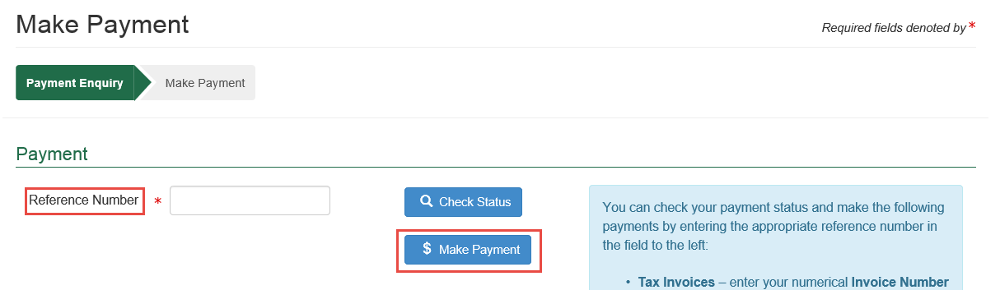 Make Payment
Required fields denoted by *
Payment Enquiry
Make Payment
Payment
Reference Number *
Check Status
$ Make Payment
You can check your payment status and make the following
payments by entering the appropriate reference number in
the field to the left:
• Tax Invoices – enter your numerical Invoice Number